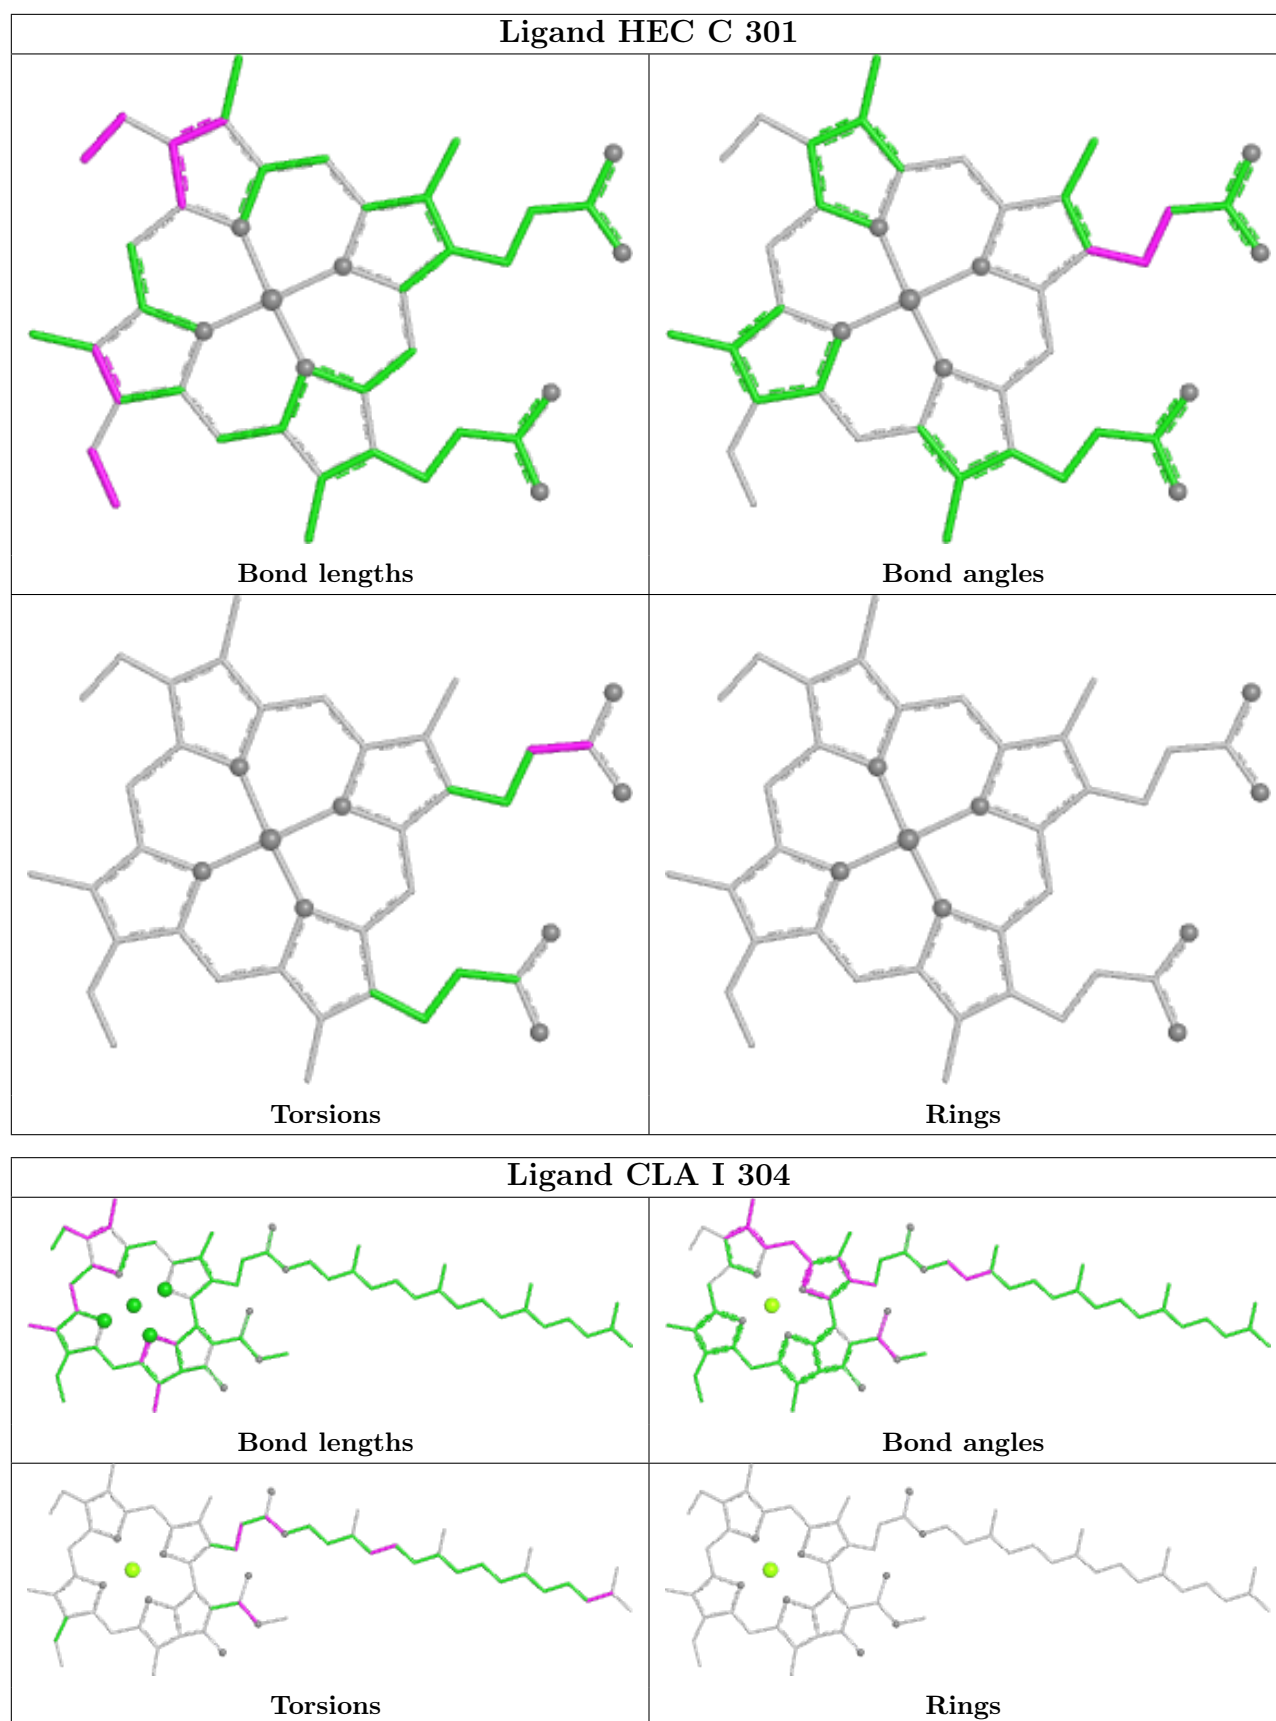 Ligand HEC C 301
Bond lengths
Bond angles
Torsions
Rings
Ligand CLA I 304
Bond lengths
Bond angles
Torsions
Rings